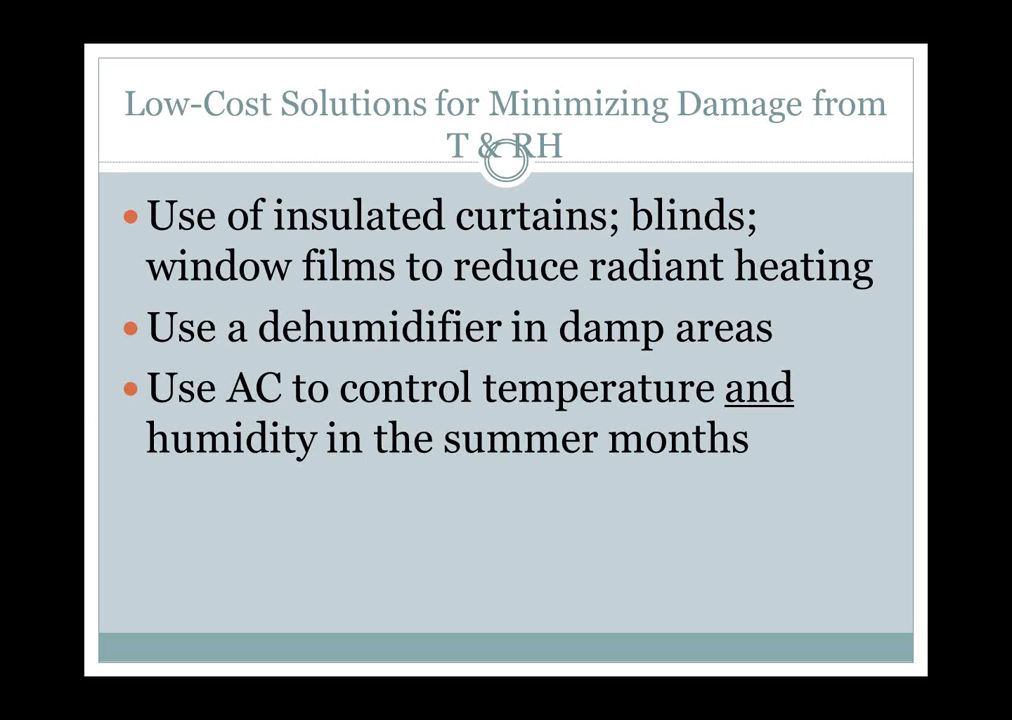 Low-Cost Solutions for Minimizing Damage from
T & RH
Use of insulated curtains; blinds;
window films to reduce radiant heating
Use a dehumidifier in damp areas
Use AC to control temperature and
humidity in the summer months